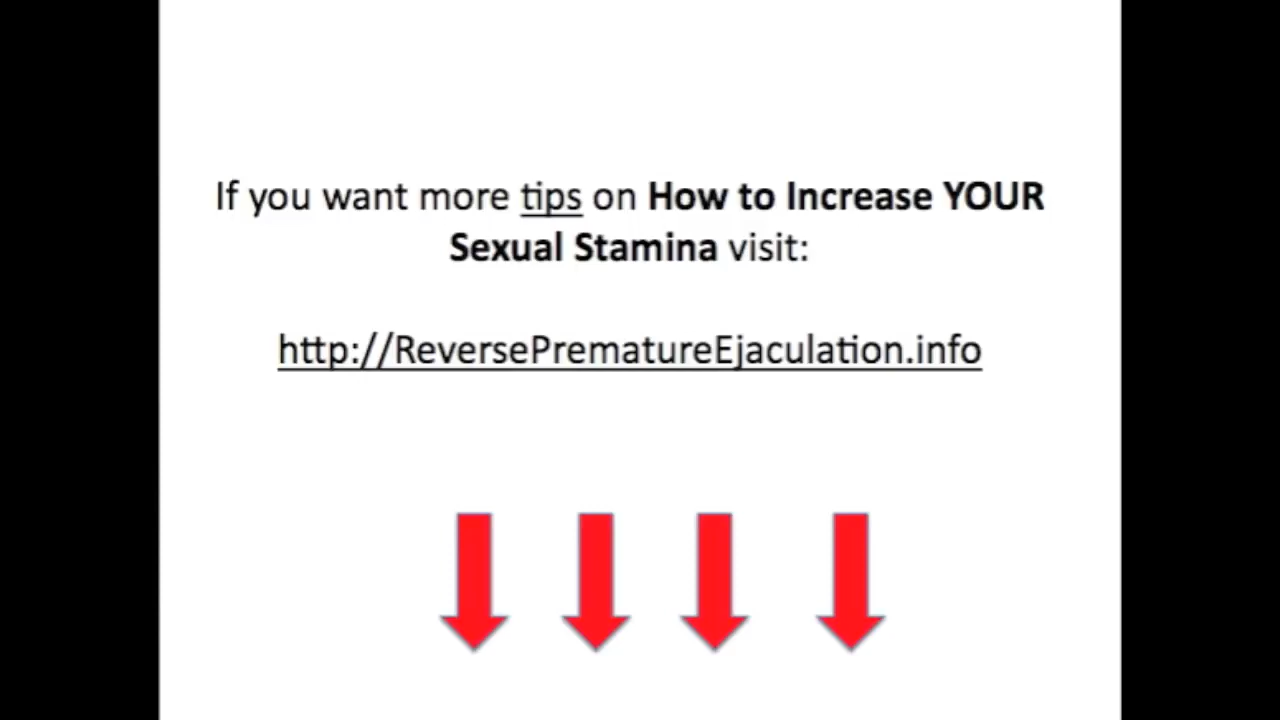 If you want more tips on How to Increase YOUR
Sexual Stamina visit:
http://ReversePrematureEjaculation.info